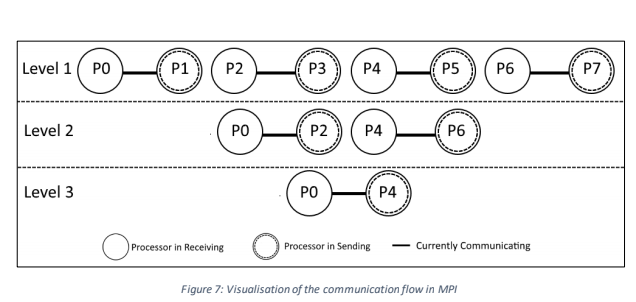 Level 1 P0 P1 P2 P3 P4 P5 P6 P7
Level 2 P0 P2 P4 P6
Level 3 P0 P4
Processor in Receiving Processor in Sending Currently Communicating
Figure 7: Visualisation of the communication flow in MPI